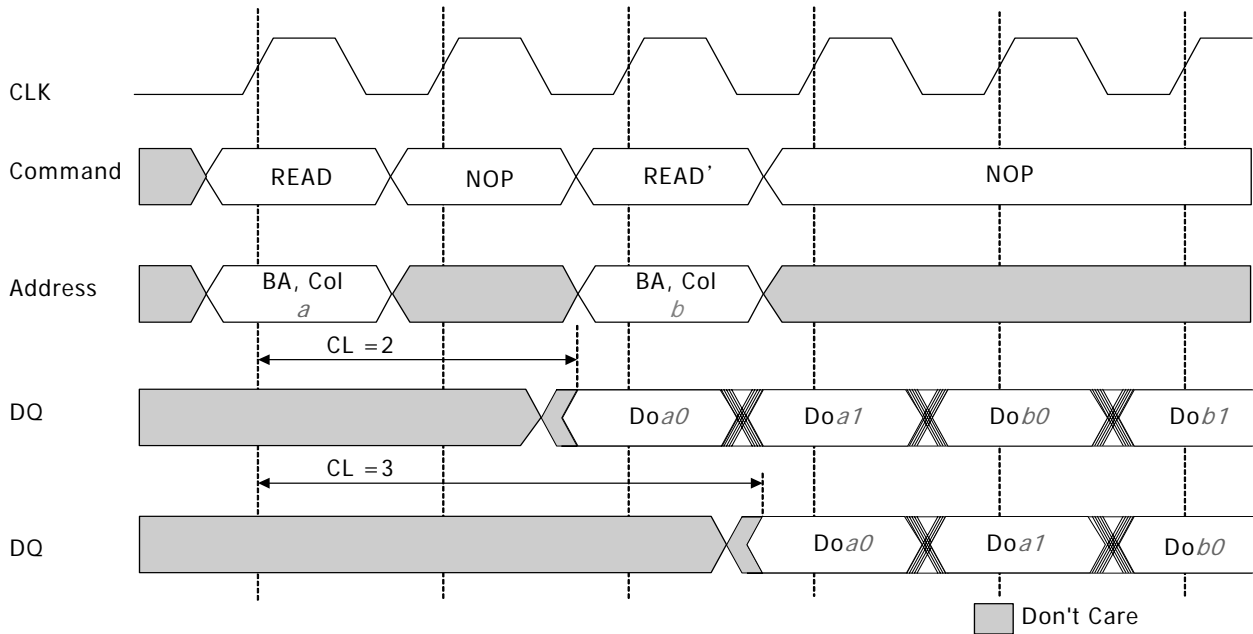 CLK
Command READ NOP READ' NOP
Address BA, Col BA, Col
a b
CL =2
DQ Doa0 Doa1 Dob0 Dob1
CL =3
DQ Doa0 Doa1 Dob0
Don't Care